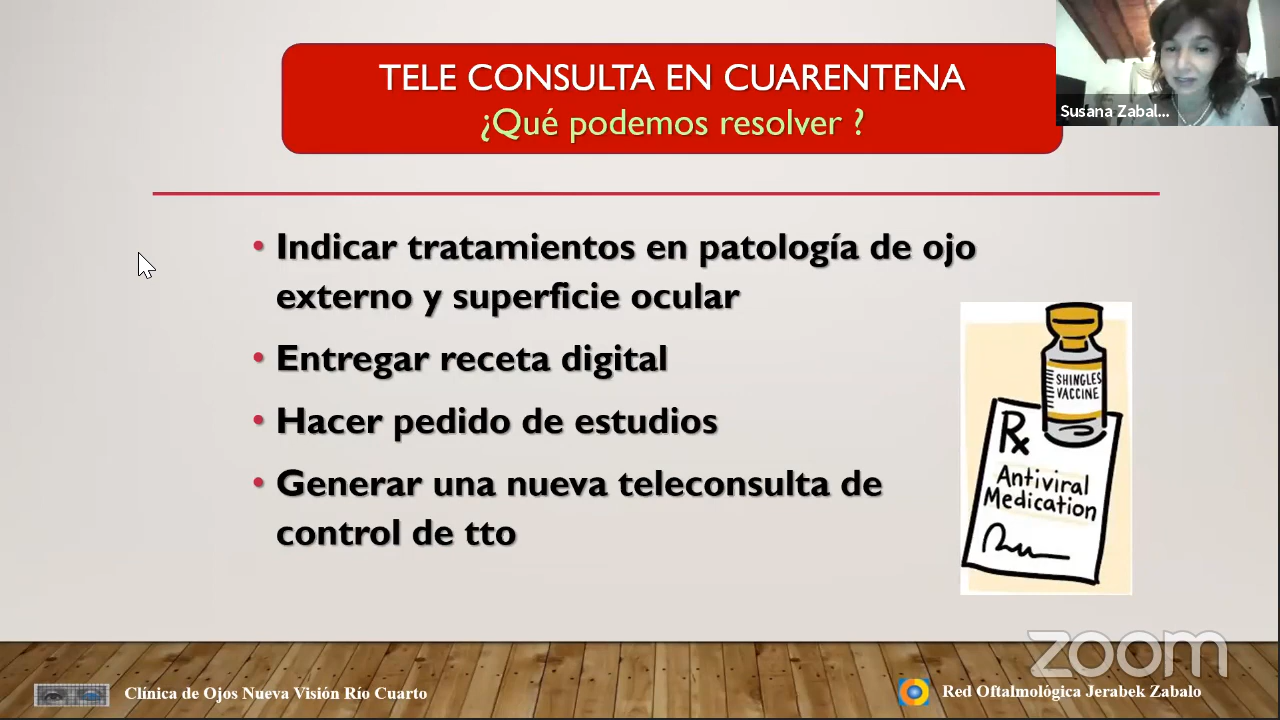 TELE CONSULTA EN CUARENTENA
¿Qué podemos resolver ?
Susana Zabal...
• Indicar tratamientos en patología de ojo
externo y superficie ocular
• Entregar receta digital
• Hacer pedido de estudios
• Generar una nueva teleconsulta de
control de tto
SHINGLES
VACCINE
Rx
Antiviral
Medication
zoom
Clínica de Ojos Nueva Visión Río Cuarto
Red Oftalmológica Jerabek Zabalo